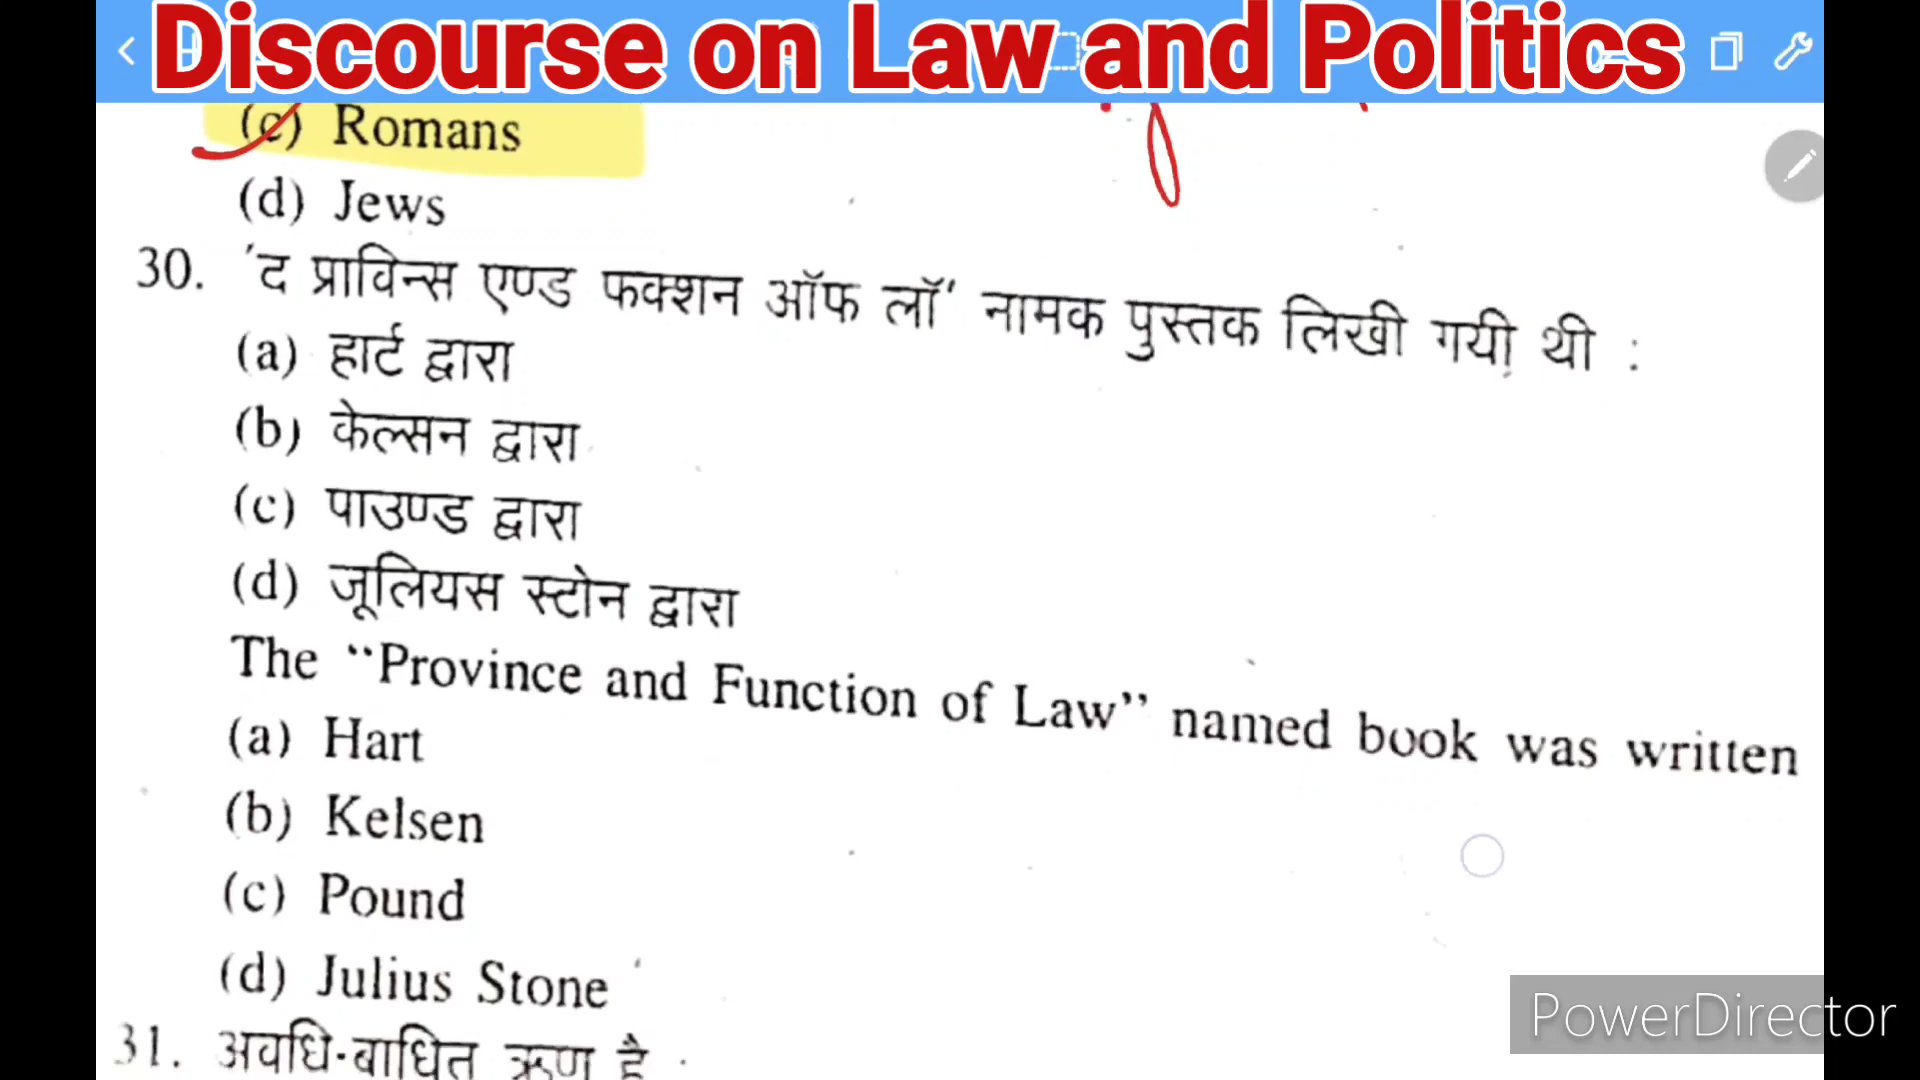 Discourse on Law and Politics
(c) Romans
(d) Jews
30. 'द प्राविन्स एण्ड फक्शन ऑफ लॉ' नामक पुस्तक लिखी गयी थी :
(a) हार्ट द्वारा
(b) केल्सन द्वारा
(c) पाउण्ड द्वारा
(d) जूलियस स्टोन द्वारा
The “Province and Function of Law” named book was written
(a) Hart
(b) Kelsen
(c) Pound
(d) Julius Stone
31. अवधि-बाधित ऋण है :
PowerDirector